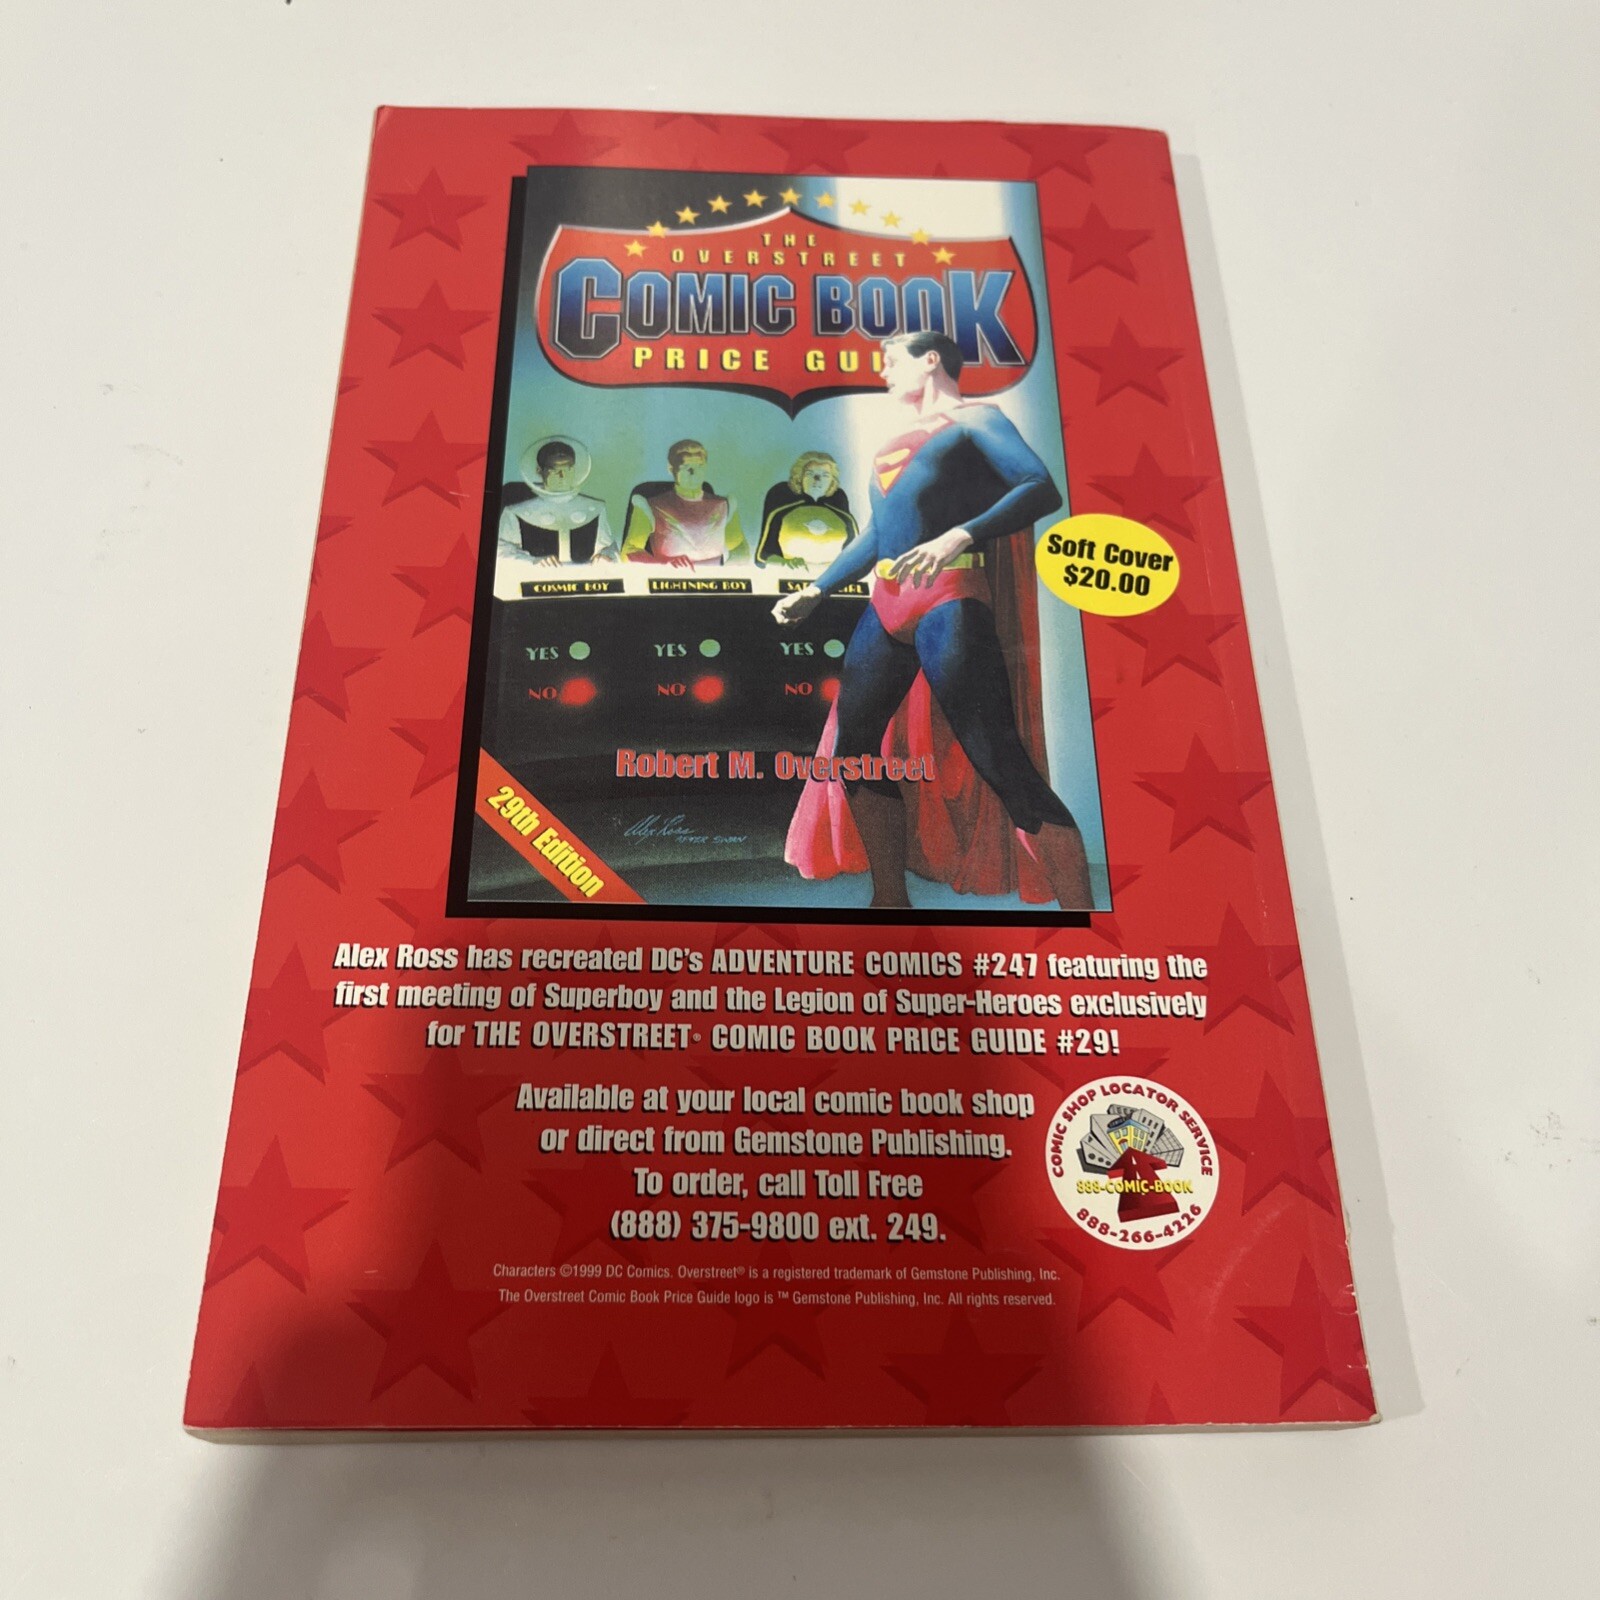 THE
OVERSTREET
COMIC BOOK
PRICE GUI
COSMIC BOY
LIGHTNING BOY
YES
YES
YES
NO
NO
NO
Soft Cover
$20.00
Robert M. Overstreet
29th Edition
Alex Ross
AFTER SWAN
Alex Ross has recreated DC's ADVENTURE COMICS #247 featuring the
first meeting of Superboy and the Legion of Super-Heroes exclusively
for THE OVERSTREET® COMIC BOOK PRICE GUIDE #29!
Available at your local comic book shop
or direct from Gemstone Publishing.
To order, call Toll Free
(888) 375-9800 ext. 249.
COMIC SHOP LOCATOR SERVICE
888-COMIC-BOOK
888-266-4226
Characters ©1999 DC Comics. Overstreet® is a registered trademark of Gemstone Publishing, Inc.
The Overstreet Comic Book Price Guide logo is ™ Gemstone Publishing, Inc. All rights reserved.